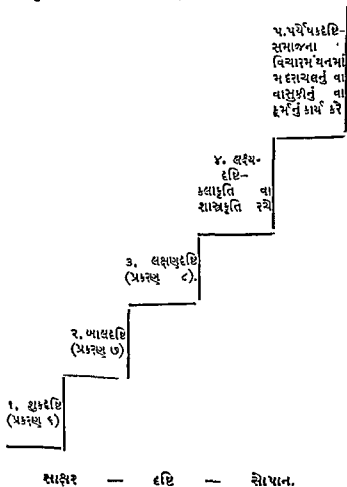 ૫.પર્યેષકદૃષ્ટિ-
સમાજના
વિચારમંથનમાં
મંદરાચલનું વા
વાસુકીનું વા
કૂર્મનું કાર્ય કરે
૪. લક્ષ્ય-
દૃષ્ટિ-
કલાકૃતિ વા
શાસ્ત્રકૃતિ રચે
૩. લક્ષણદૃષ્ટિ
(પ્રકરણ ૮).
૨. બાલદૃષ્ટિ
(પ્રકરણ ૭)
૧. શુકદૃષ્ટિ
(પ્રકરણ ૬)
સાક્ષર — દૃષ્ટિ — સોપાન.